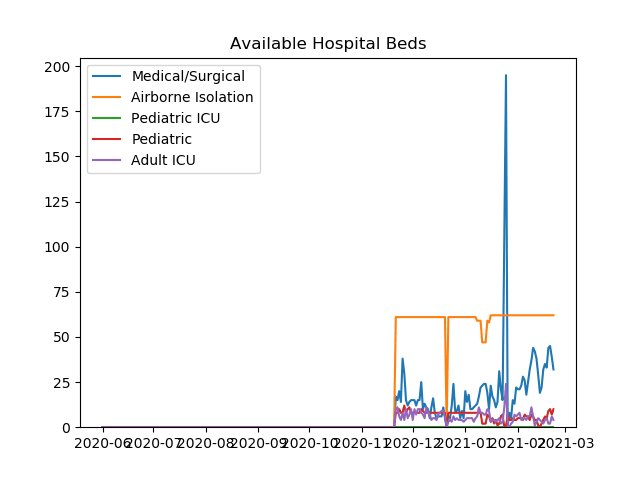 Available Hospital Beds
200
175
150
125
100
75
50
25
0
Medical/Surgical
Airborne Isolation
Pediatric ICU
Pediatric
Adult ICU
2020-06 2020-07 2020-08 2020-09 2020-10 2020-11 2020-12 2021-01 2021-02 2021-03